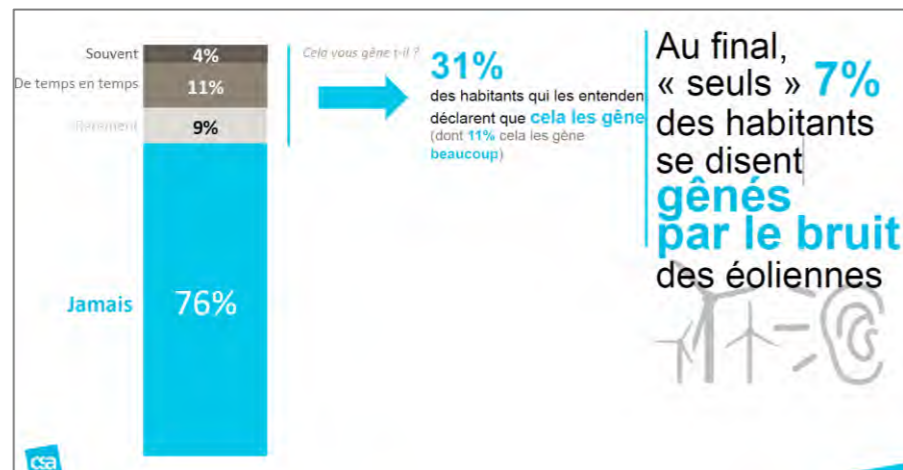 Souvent
4%
De temps en temps
11%
Rarement
9%
Jamais
76%
Cela vous gêne t-il ?
31%
des habitants qui les entenden
déclarent que cela les gêne
(dont 11% cela les gêne
beaucoup)
Au final,
« seuls » 7%
des habitants
se disent
gênés
par le bruit
des éoliennes
csa